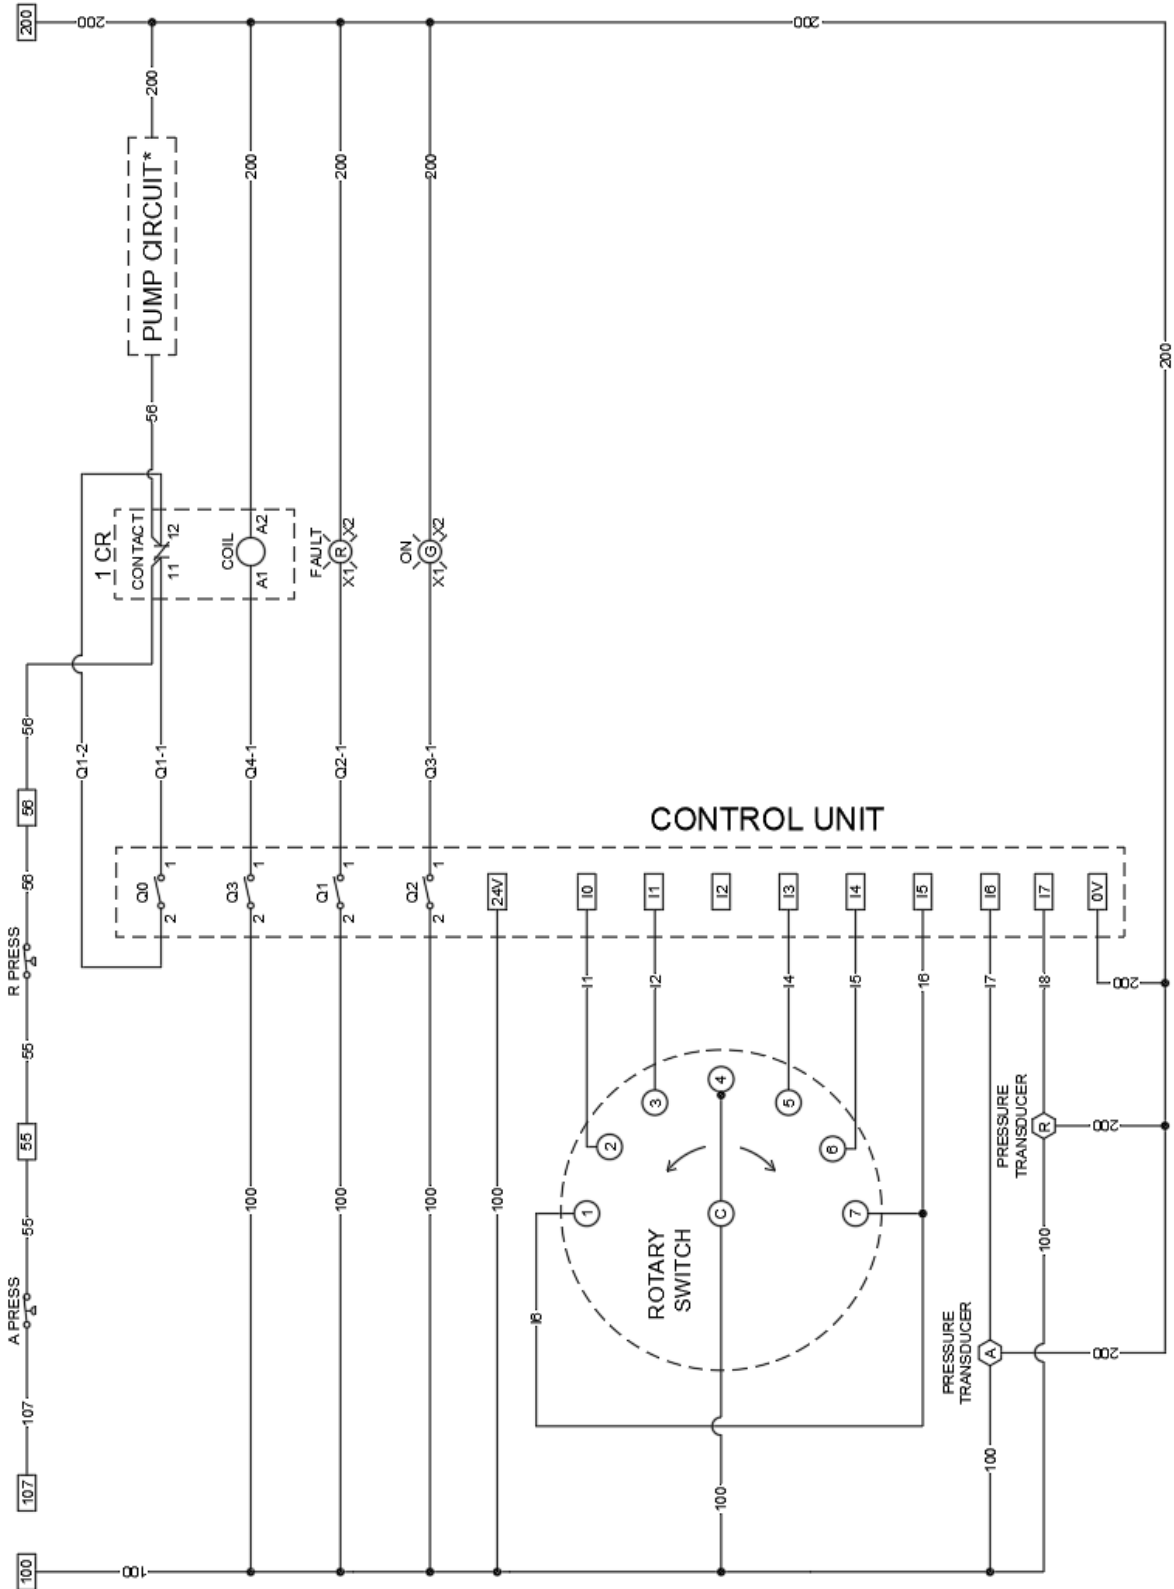 100 107 107 A PRESS 55 55 55 R PRESS 56 56 56 200
Q1-2
1 CR
100 200
Q0 2 1 Q1-1 CONTACT 11 12 56 PUMP CIRCUIT* 200
100 Q3 2 1 Q4-1 COIL A1 A2 200
100 Q1 2 1 Q2-1 FAULT X1 R X2 200
100 Q2 2 1 Q3-1 ON X1 G X2 200
100 24V
I6 1 2 I1 I0
3 I2 I1
ROTARY
SWITCH
CONTROL UNIT
100 C 4 I2
5 I4 I3
6 I5 I4
7 I6 I5
PRESSURE
TRANSDUCER
100 A I7 I6
PRESSURE
TRANSDUCER
100 R I8 I7
0V
200 200 200
200
200